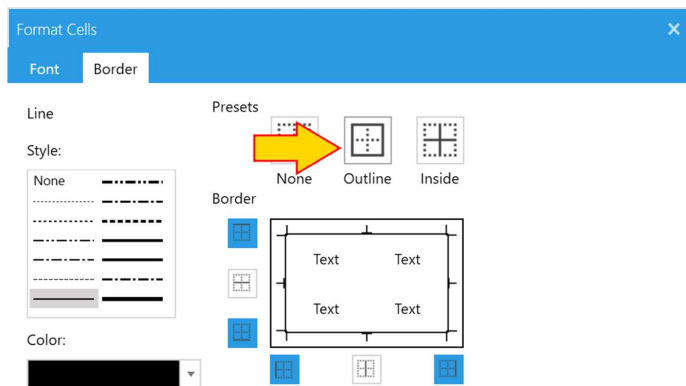 Format Cells
Font Border
Line
Presets
Style:
None
None Outline Inside
Border
Text Text
Text Text
Color: